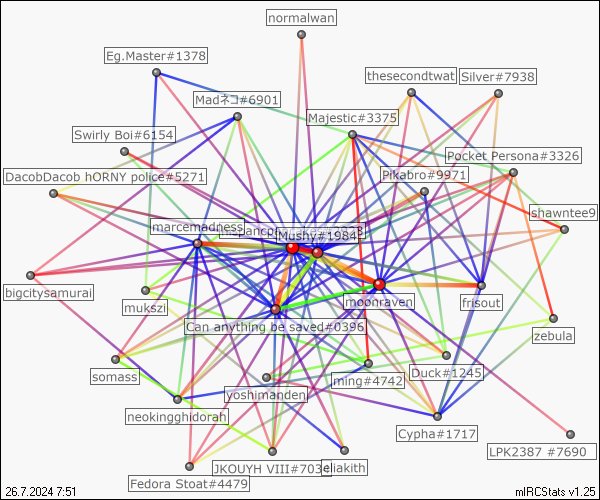 normalwan
Eg.Master#1378
thesecondtwat
Silver#7938
Madネコ#6901
Majestic#3375
Swirly Boi#6154
Pocket Persona#3326
DacobDacob hORNY police#5271
Pikabro#9971
shawntee9
marcemadness
Mushy#1984
bigcitysamurai
mukszi
moonraven
frisout
Can anything be saved#0396
zebula
somass
ming#4742
Duck#1245
yoshimanden
neokingghidorah
Cypha#1717
LPK2387 #7690
JKOUYH VIII#703
eliakith
Fedora Stoat#4479
26.7.2024 7:51
mIRCStats v1.25